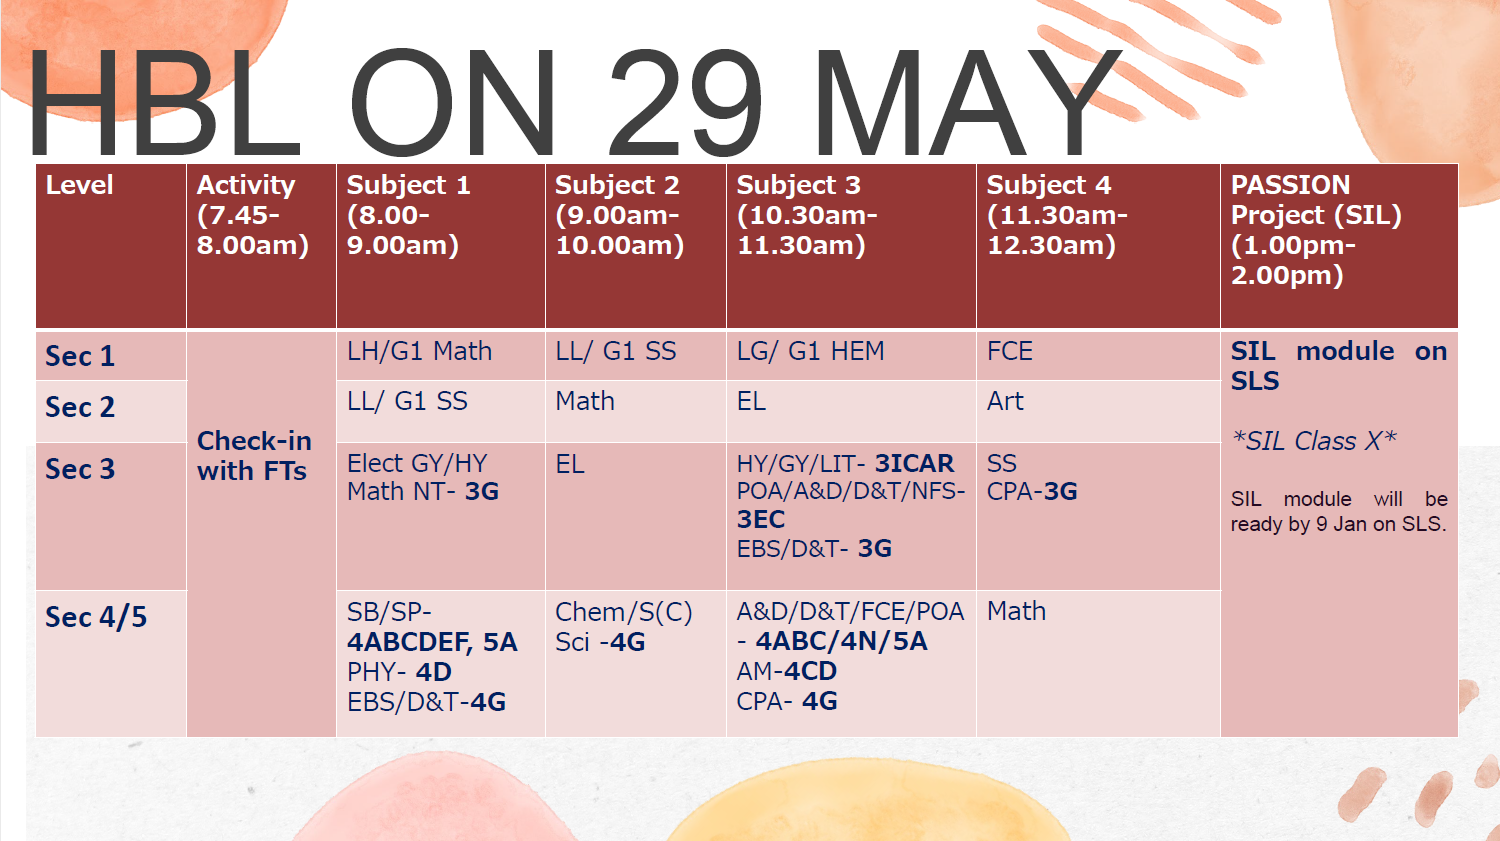 HBL ON 29 MAY
Level
Activity
(7.45-
8.00am)
Subject 1
(8.00-
9.00am)
Subject 2
(9.00am-
10.00am)
Subject 3
(10.30am-
11.30am)
Subject 4
(11.30am-
12.30am)
PASSION
Project (SIL)
(1.00pm-
2.00pm)
Sec 1
Check-in
with FTs
LH/G1 Math
LL/ G1 SS
LG/ G1 HEM
FCE
SIL module on
SLS
*SIL Class X*
SIL module will be
ready by 9 Jan on SLS.
Sec 2
LL/ G1 SS
Math
EL
Art
Sec 3
Elect GY/HY
Math NT- 3G
EL
HY/GY/LIT- 3ICAR
POA/A&D/D&T/NFS-
3EC
EBS/D&T- 3G
SS
CPA-3G
Sec 4/5
SB/SP-
4ABCDEF, 5A
PHY- 4D
EBS/D&T-4G
Chem/S(C)
Sci -4G
A&D/D&T/FCE/POA
- 4ABC/4N/5A
AM-4CD
CPA- 4G
Math